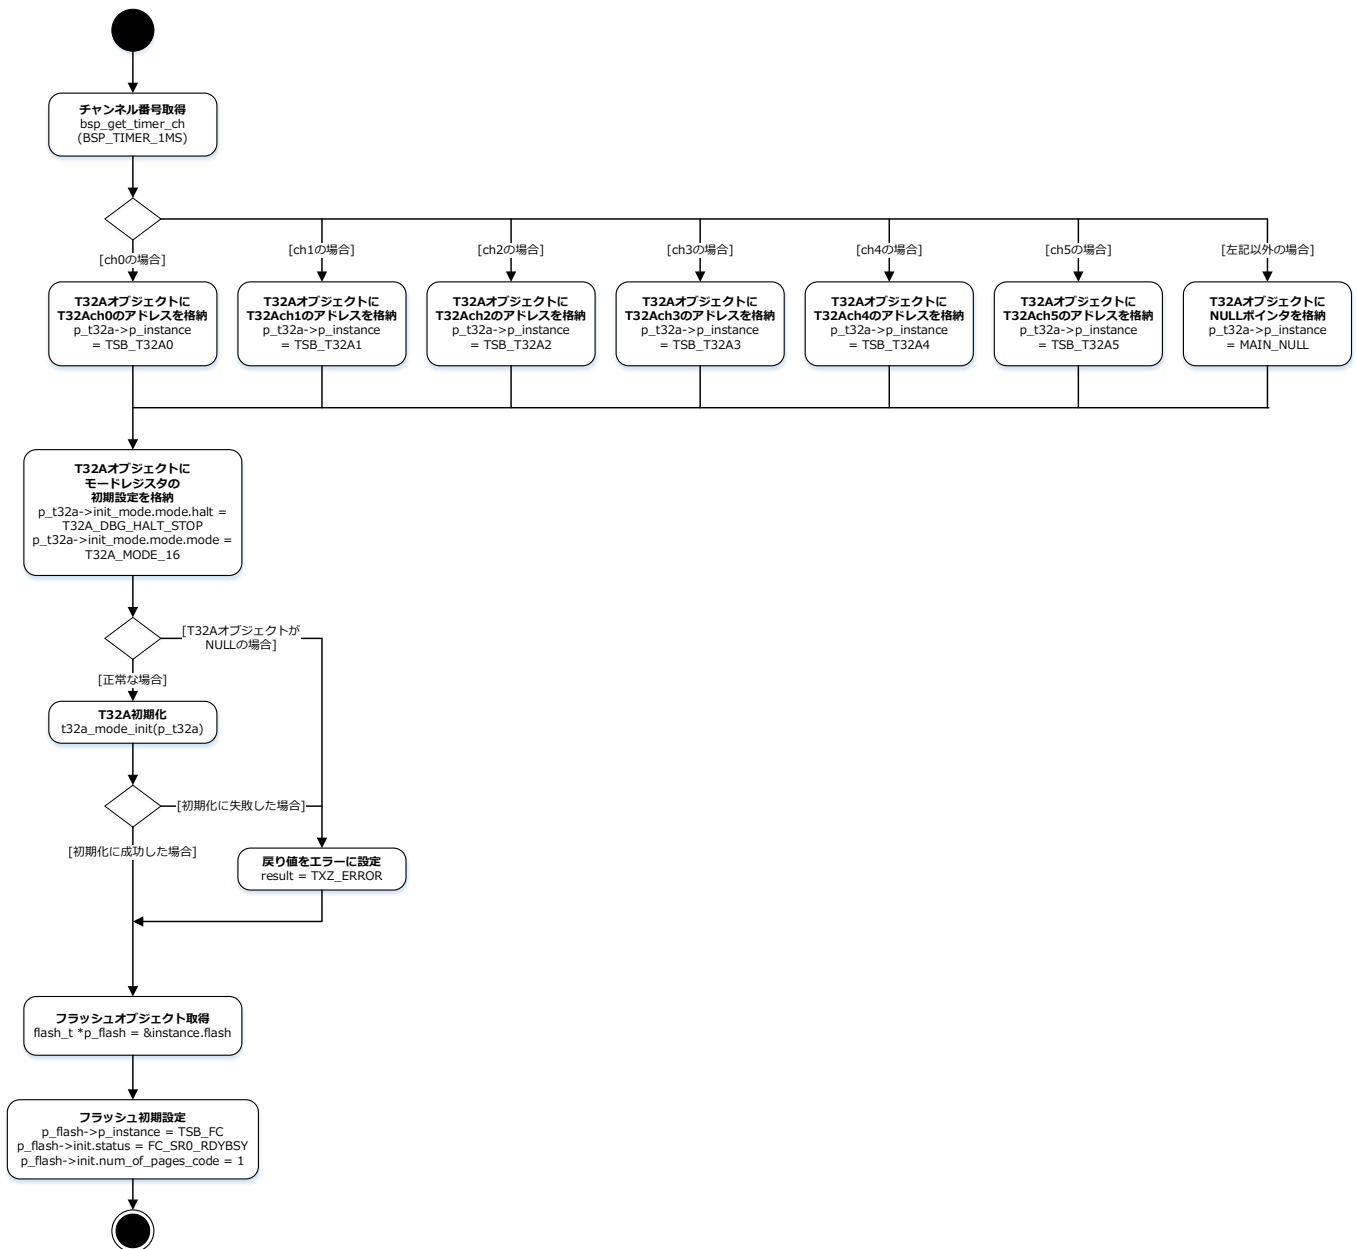 チャンネル番号取得
bsp_get_timer_ch
(BSP_TIMER_1MS)
[ch0の場合]
[ch1の場合]
[ch2の場合]
[ch3の場合]
[ch4の場合]
[ch5の場合]
[左記以外の場合]
T32Aオブジェクトに
T32Ach0のアドレスを格納
p_t32a->p_instance
= TSB_T32A0
T32Aオブジェクトに
T32Ach1のアドレスを格納
p_t32a->p_instance
= TSB_T32A1
T32Aオブジェクトに
T32Ach2のアドレスを格納
p_t32a->p_instance
= TSB_T32A2
T32Aオブジェクトに
T32Ach3のアドレスを格納
p_t32a->p_instance
= TSB_T32A3
T32Aオブジェクトに
T32Ach4のアドレスを格納
p_t32a->p_instance
= TSB_T32A4
T32Aオブジェクトに
T32Ach5のアドレスを格納
p_t32a->p_instance
= TSB_T32A5
T32Aオブジェクトに
NULLポインタを格納
p_t32a->p_instance
= MAIN_NULL
T32Aオブジェクトに
モードレジスタの
初期設定を格納
p_t32a->init_mode.mode.halt =
T32A_DBG_HALT_STOP
p_t32a->init_mode.mode.mode =
T32A_MODE_16
[T32Aオブジェクトが
NULLの場合]
[正常な場合]
T32A初期化
t32a_mode_init(p_t32a)
[初期化に失敗した場合]
[初期化に成功した場合]
戻り値をエラーに設定
result = TXZ_ERROR
フラッシュオブジェクト取得
flash_t *p_flash = &instance.flash
フラッシュ初期設定
p_flash->p_instance = TSB_FC
p_flash->init.status = FC_SR0_RDYBSY
p_flash->init.num_of_pages_code = 1